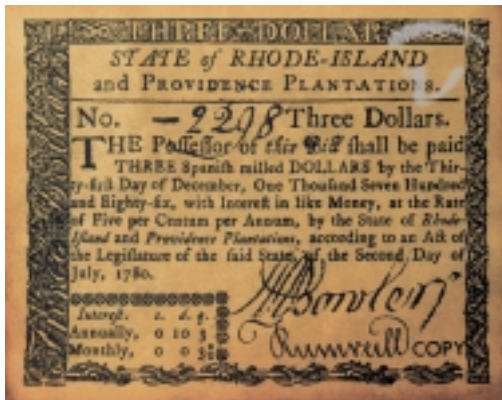 THREE DOLLAR
STATE of RHODE-ISLAND
and PROVIDENCE PLANTATIONS.
No. 2298 Three Dollars.
THE Possessor of this Bill shall be paid
THREE Spanish milled DOLLARS by the Thir-
ty-first Day of December, One Thousand Seven Hundred
and Eighty-six, with Interest in like Money, at the Rate
of Five per Centum per Annum, by the State of Rhode-
Island and Providence Plantations, according to an Act of
the Legislature of the said State, of the Second Day of
July, 1780.
Interest. s. d. q.
Annually, 0 10 3
Monthly, 0 0 3
COPY